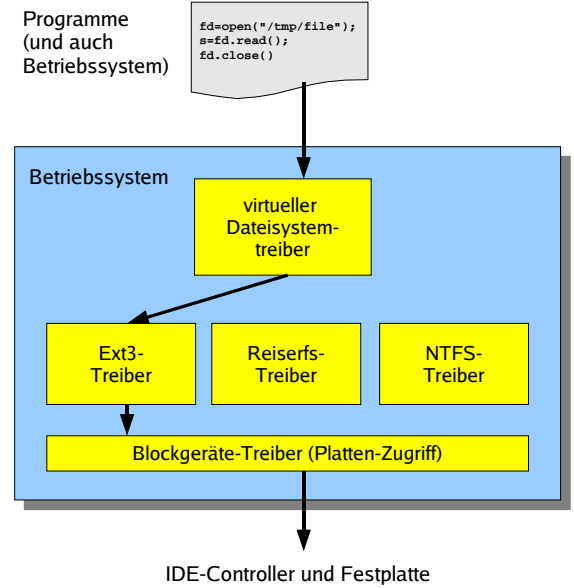 Programme
(und auch
Betriebssystem)
fd=open("/tmp/file");
s=fd.read();
fd.close()
Betriebssystem
virtueller
Dateisystem-
treiber
Ext3-
Treiber
Reiserfs-
Treiber
NTFS-
Treiber
Blockgeräte-Treiber (Platten-Zugriff)
IDE-Controller und Festplatte